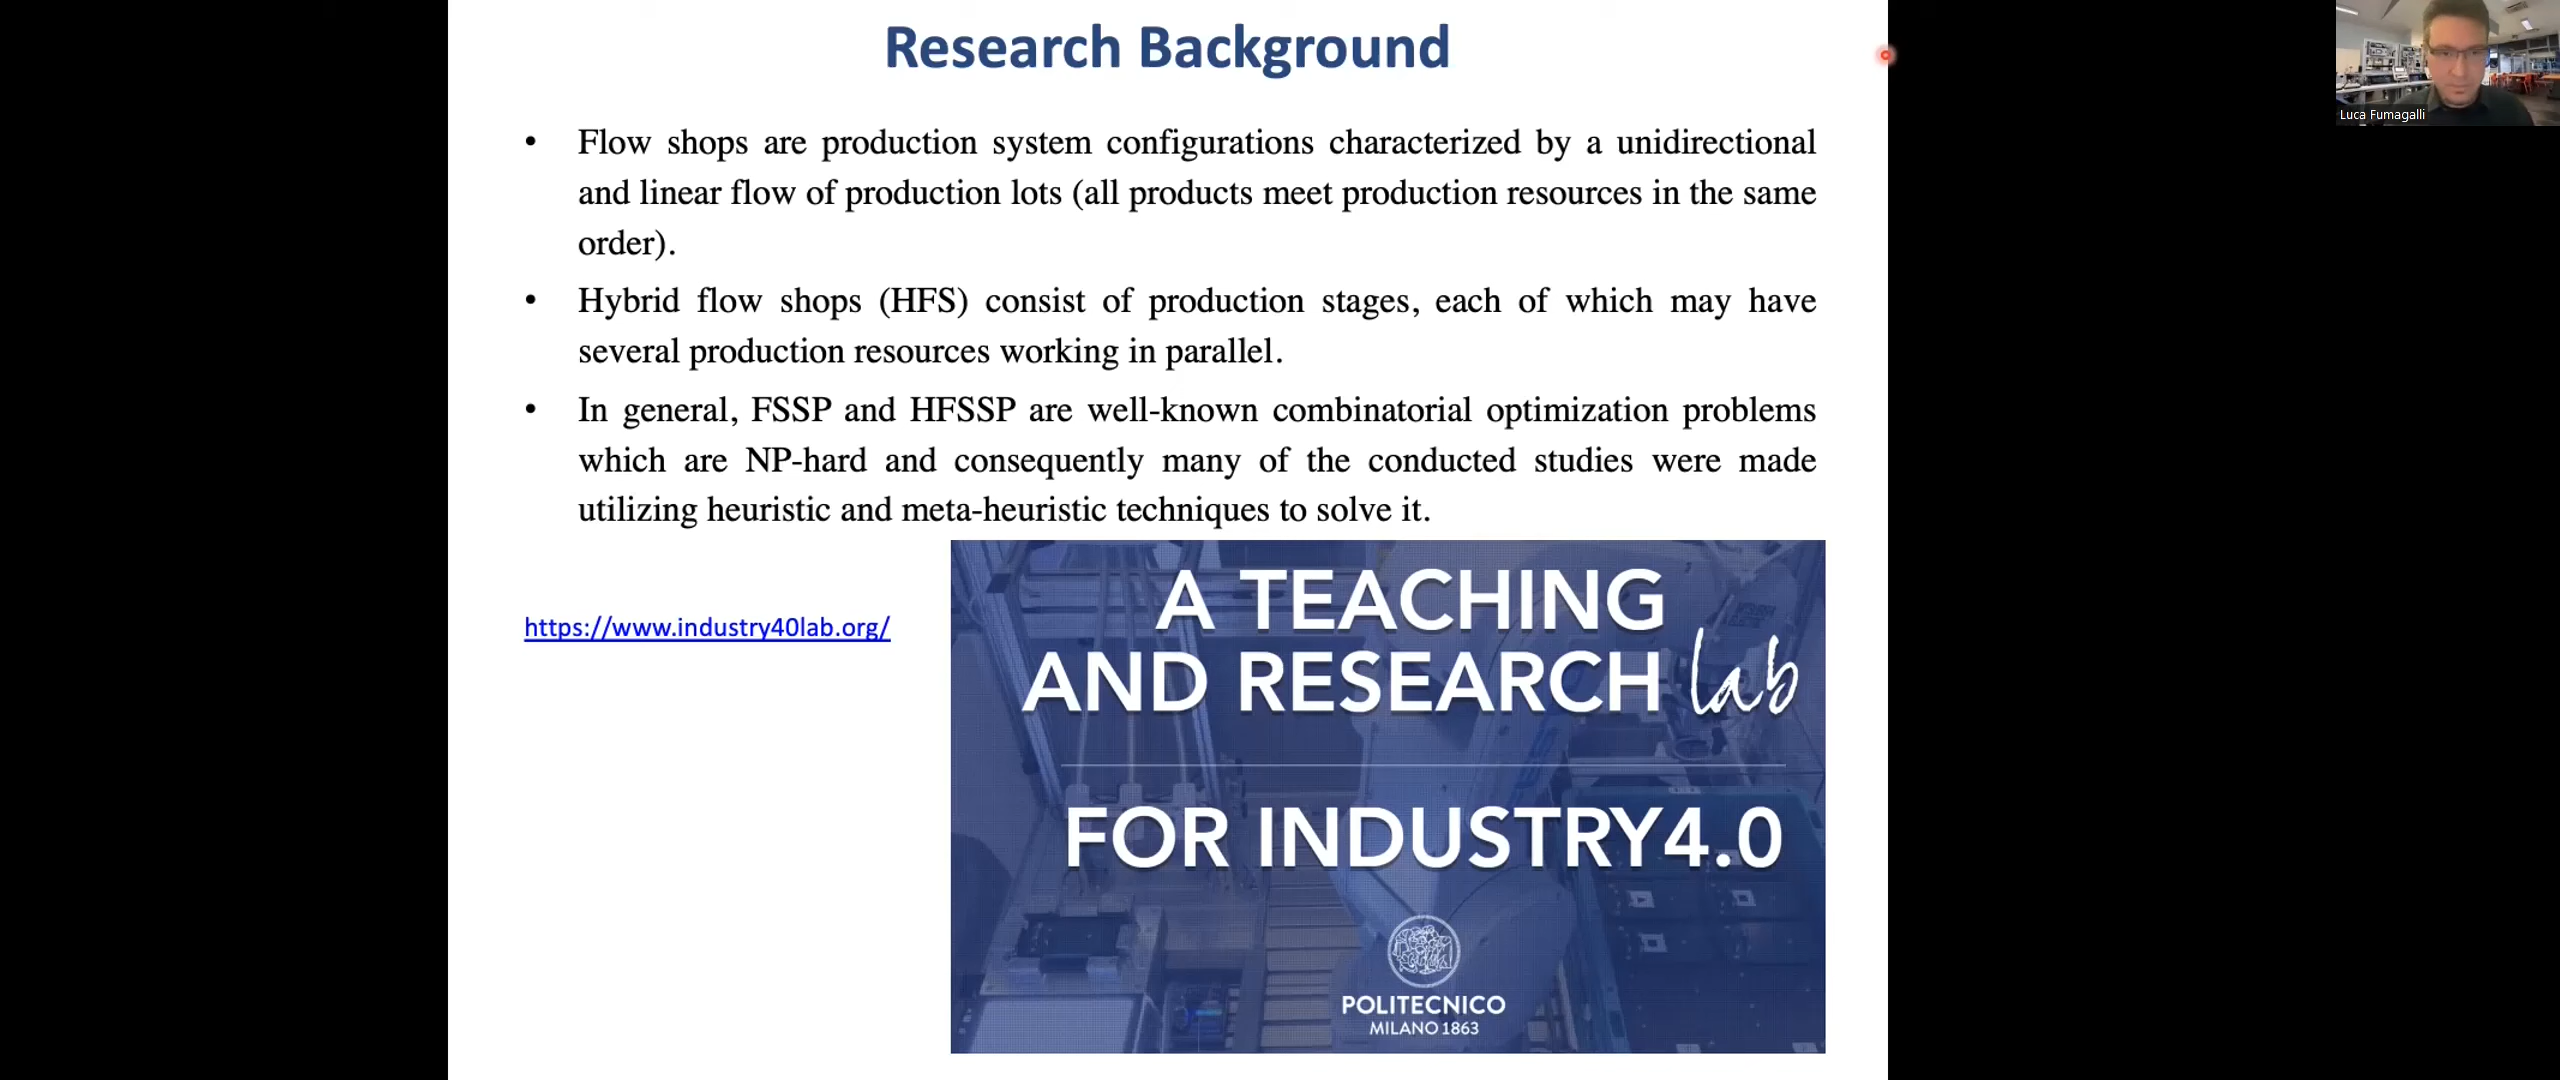 Research Background
Luca Fumagalli
• Flow shops are production system configurations characterized by a unidirectional
and linear flow of production lots (all products meet production resources in the same
order).
• Hybrid flow shops (HFS) consist of production stages, each of which may have
several production resources working in parallel.
• In general, FSSP and HFSSP are well-known combinatorial optimization problems
which are NP-hard and consequently many of the conducted studies were made
utilizing heuristic and meta-heuristic techniques to solve it.
https://www.industry40lab.org/
A TEACHING
AND RESEARCH lab
FOR INDUSTRY4.0
POLITECNICO
MILANO 1863